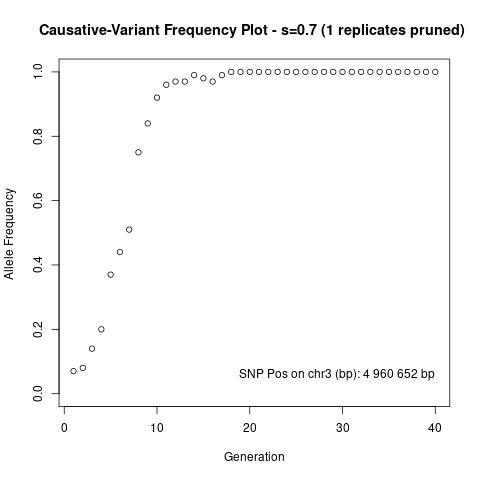 Causative-Variant Frequency Plot - s=0.7 (1 replicates pruned)
1.0
0.8
0.6
0.4
0.2
0.0
Allele Frequency
SNP Pos on chr3 (bp): 4 960 652 bp
0 10 20 30 40
Generation